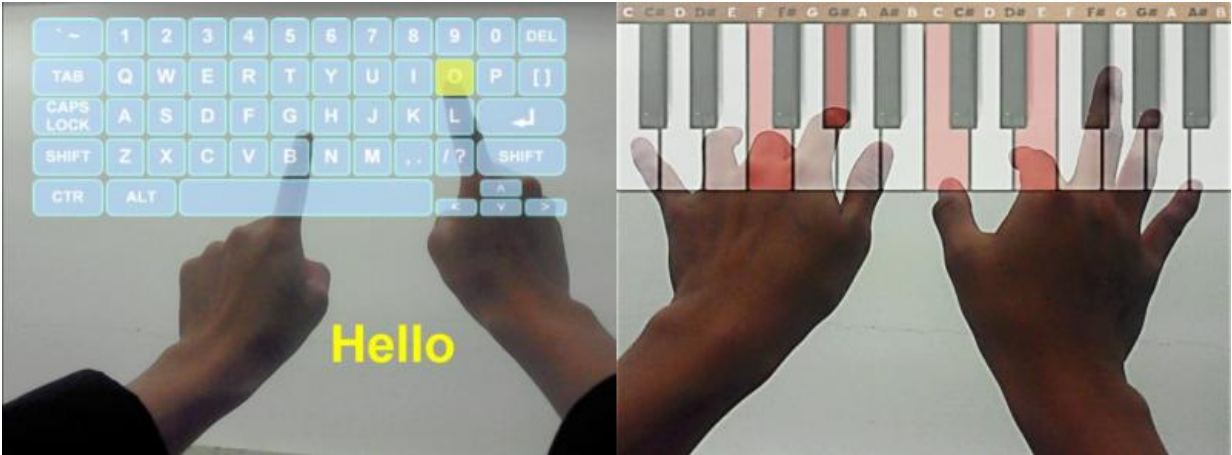 ` ~ 1 2 3 4 5 6 7 8 9 0 DEL
TAB Q W E R T Y U I O P [ ]
CAPS LOCK A S D F G H J K L
SHIFT Z X C V B N M , . / ? SHIFT
CTR ALT ^
< v >
Hello
C C# D D# E F F# G G# A A# B C C# D D# E F F# G G# A A# B